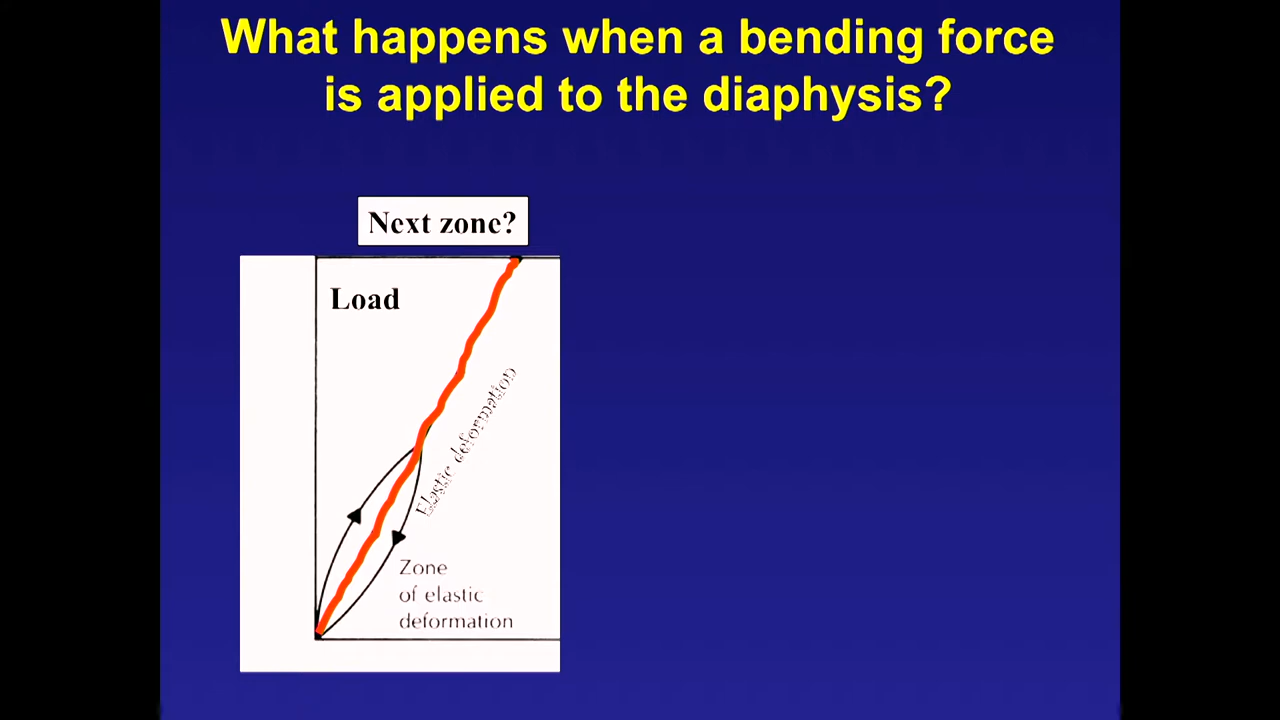 What happens when a bending force
is applied to the diaphysis?
Next zone?
Load
Elastic deformation
Zone
of elastic
deformation